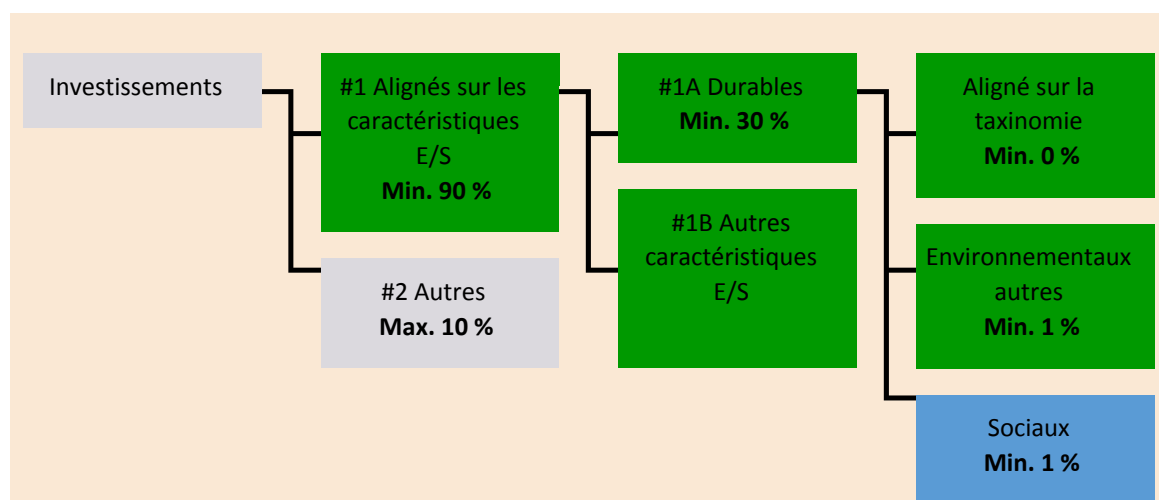 Investissements
#1 Alignés sur les
caractéristiques
E/S
Min. 90 %
#2 Autres
Max. 10 %
#1A Durables
Min. 30 %
#1B Autres
caractéristiques
E/S
Aligné sur la
taxinomie
Min. 0 %
Environnementaux
autres
Min. 1 %
Sociaux
Min. 1 %